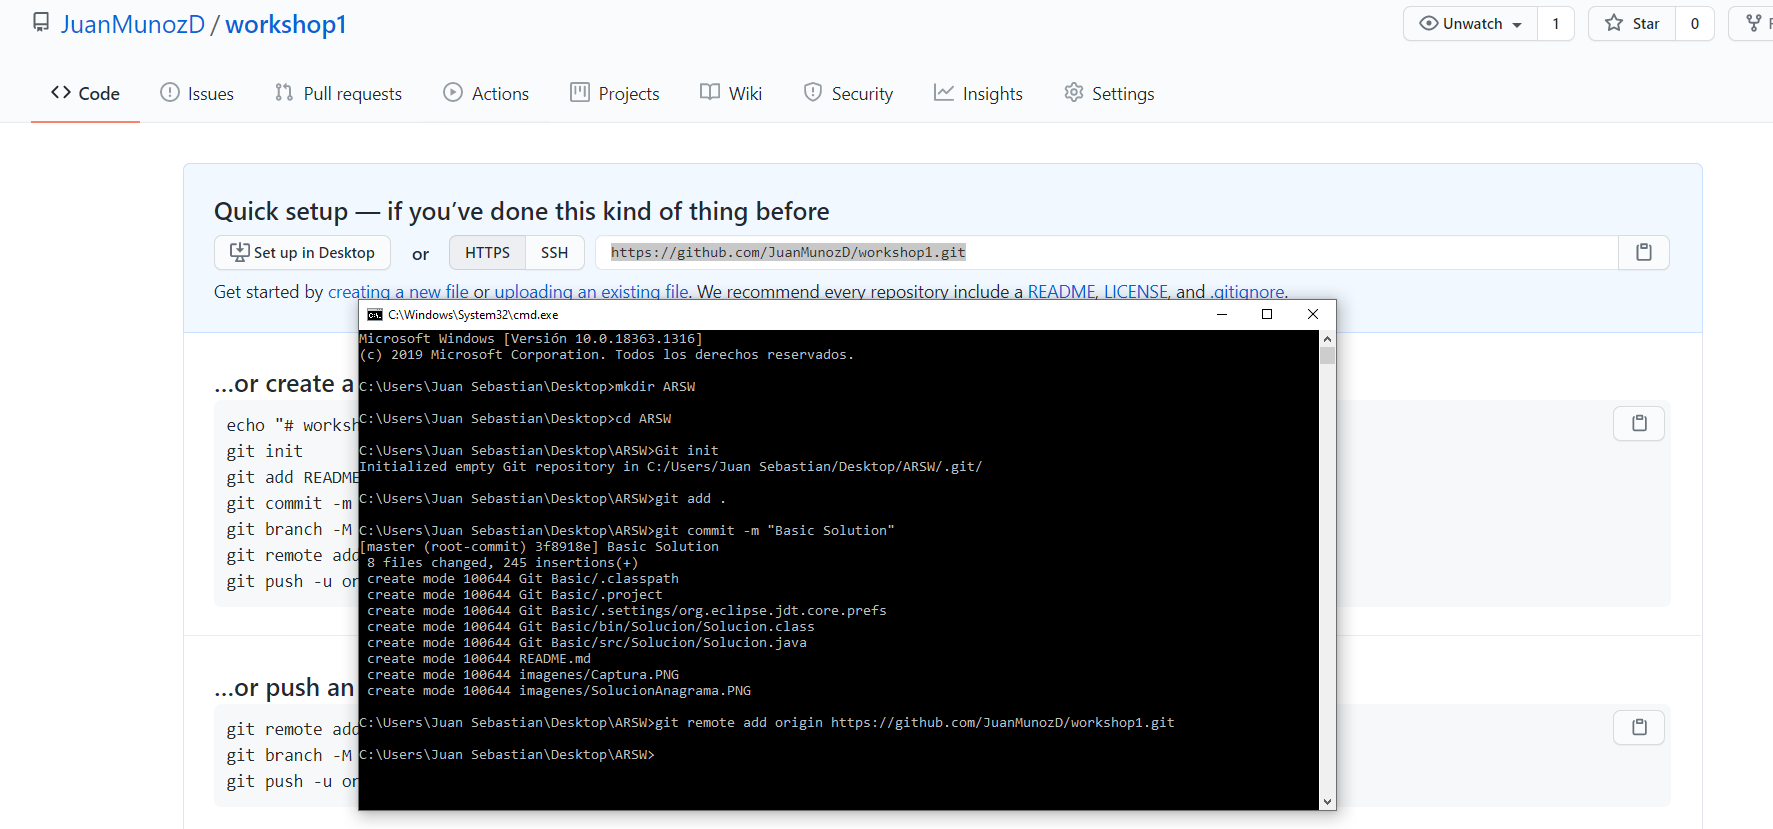 JuanMunozD / workshop1
Unwatch 1 Star 0
Code Issues Pull requests Actions Projects Wiki Security Insights Settings
Quick setup — if you've done this kind of thing before
Set up in Desktop or HTTPS SSH https://github.com/JuanMunozD/workshop1.git
Get started by creating a new file or uploading an existing file. We recommend every repository include a README, LICENSE, and .gitignore.
C:\Windows\System32\cmd.exe
Microsoft Windows [Versión 10.0.18363.1316]
(c) 2019 Microsoft Corporation. Todos los derechos reservados.
C:\Users\Juan Sebastian\Desktop>mkdir ARSW
C:\Users\Juan Sebastian\Desktop>cd ARSW
C:\Users\Juan Sebastian\Desktop\ARSW>Git init
Initialized empty Git repository in C:/Users/Juan Sebastian/Desktop/ARSW/.git/
C:\Users\Juan Sebastian\Desktop\ARSW>git add .
C:\Users\Juan Sebastian\Desktop\ARSW>git commit -m "Basic Solution"
[master (root-commit) 3f8918e] Basic Solution
8 files changed, 245 insertions(+)
create mode 100644 Git Basic/.classpath
create mode 100644 Git Basic/.project
create mode 100644 Git Basic/.settings/org.eclipse.jdt.core.prefs
create mode 100644 Git Basic/bin/Solucion/Solucion.class
create mode 100644 Git Basic/src/Solucion/Solucion.java
create mode 100644 README.md
create mode 100644 imagenes/Captura.PNG
create mode 100644 imagenes/SolucionAnagrama.PNG
C:\Users\Juan Sebastian\Desktop\ARSW>git remote add origin https://github.com/JuanMunozD/workshop1.git
C:\Users\Juan Sebastian\Desktop\ARSW>
...or create a
echo "# worksh
git init
git add README
git commit -m
git branch -M
git remote add
git push -u or
...or push an
git remote add
git branch -M
git push -u or